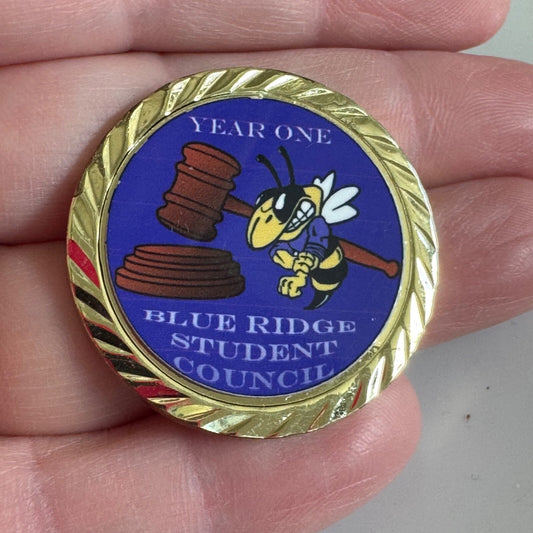 YEAR ONE
BLUE RIDGE
STUDENT
COUNCIL